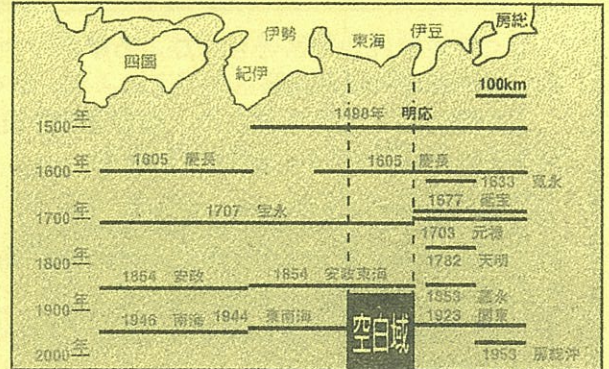 房総
伊勢 東海 伊豆
四國
紀伊
100km
1498年 明応
1500年
1605 慶長 1605 慶長
1600年
1633 寛永
1677
1707 宝永
1700年
1703 元禄
1782 天明
1800年
1854 安政 1854 安政東海
1853 嘉永
1900年
1946 南海 1944 東南海 空白域 1923 関東
2000年
1953 房総沖